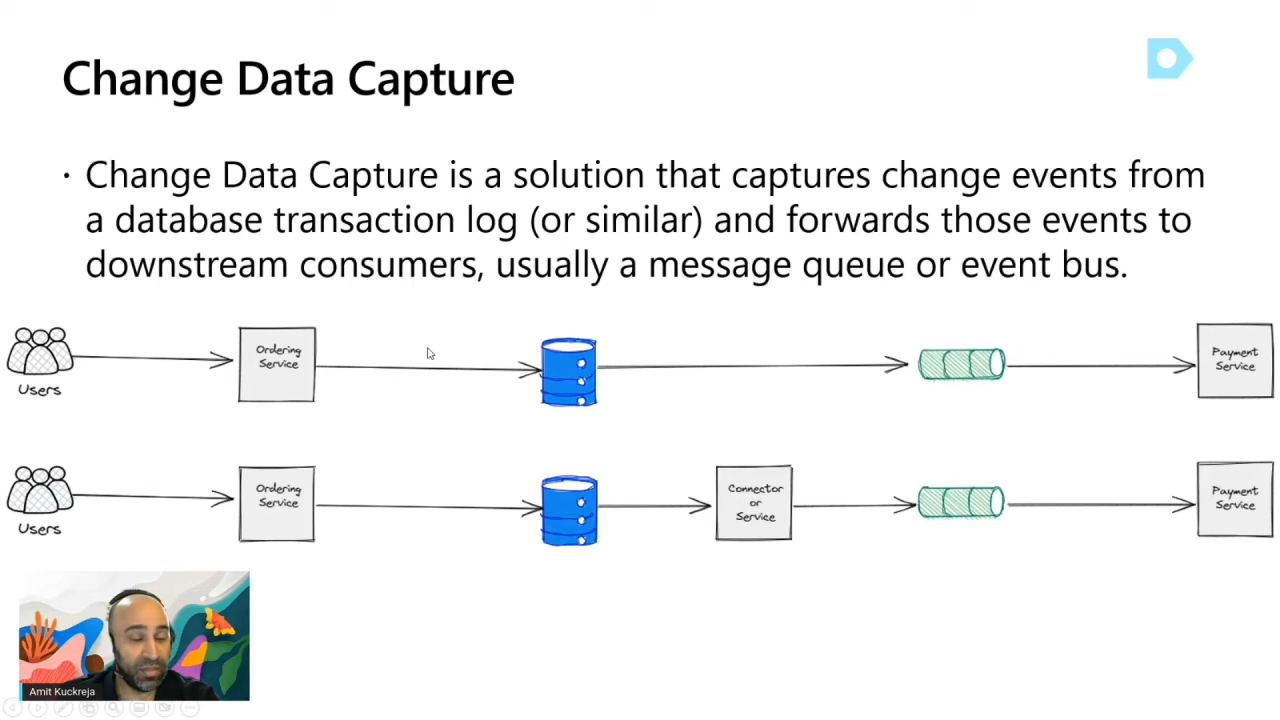 Change Data Capture
· Change Data Capture is a solution that captures change events from
a database transaction log (or similar) and forwards those events to
downstream consumers, usually a message queue or event bus.
Users
Ordering
Service
Payment
Service
Users
Ordering
Service
Connector
or
Service
Payment
Service
Amit Kuckreja